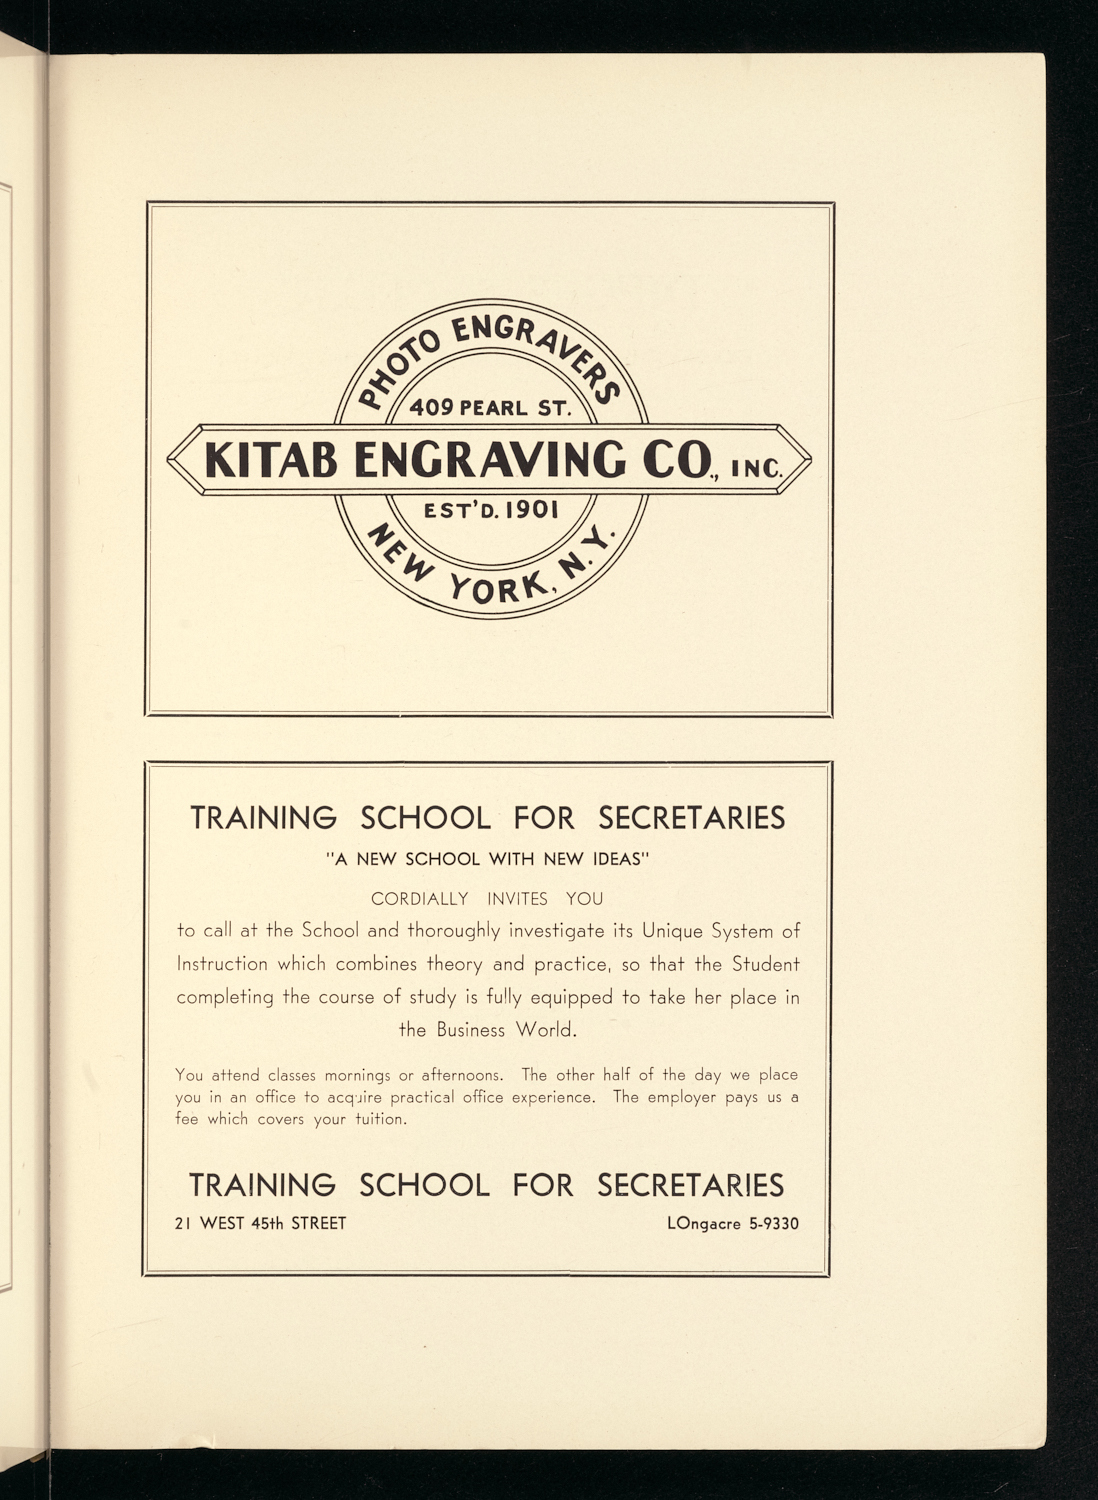 PHOTO ENGRAVERS
409 PEARL ST.
KITAB ENGRAVING CO., INC.
EST'D. 1901
NEW YORK, N.Y.
TRAINING SCHOOL FOR SECRETARIES
"A NEW SCHOOL WITH NEW IDEAS"
CORDIALLY INVITES YOU
to call at the School and thoroughly investigate its Unique System of
Instruction which combines theory and practice, so that the Student
completing the course of study is fully equipped to take her place in
the Business World.
You attend classes mornings or afternoons. The other half of the day we place
you in an office to acquire practical office experience. The employer pays us a
fee which covers your tuition.
TRAINING SCHOOL FOR SECRETARIES
21 WEST 45th STREET LOngacre 5-9330